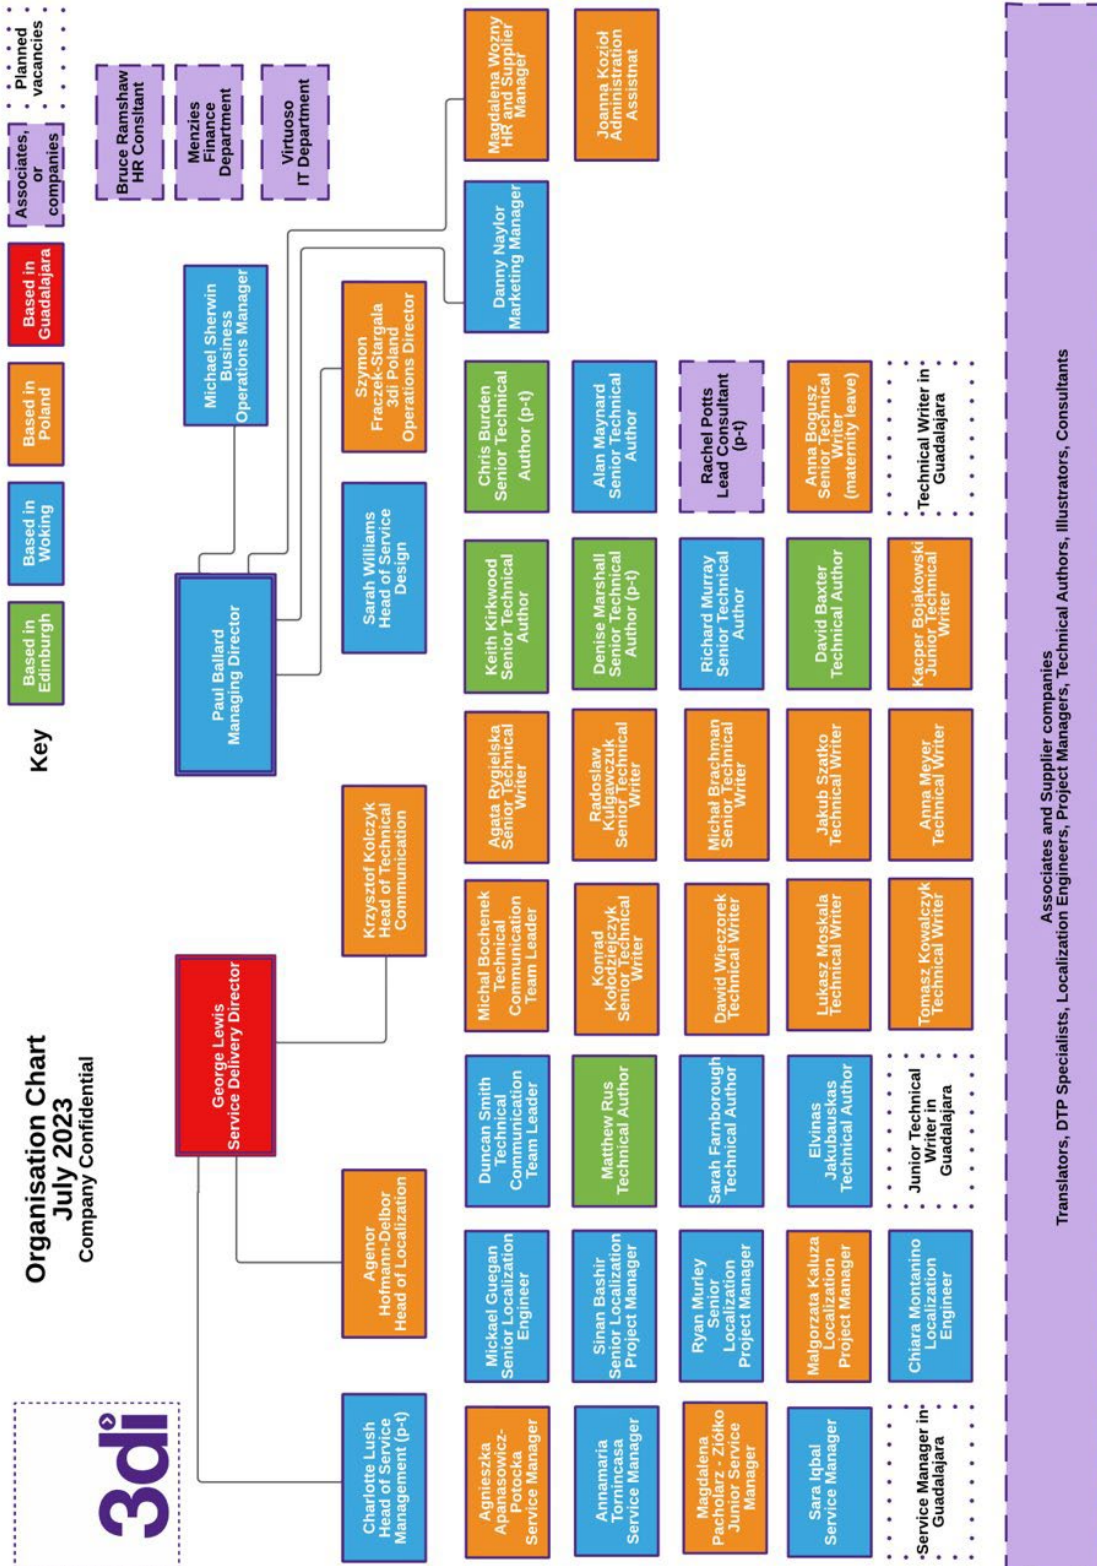 3di
Organisation Chart
July 2023
Company Confidential
Key
Based in
Edinburgh
Based in
Woking
Based in
Poland
Based in
Guadalajara
Associates,
or
companies
Planned
vacancies
George Lewis
Service Delivery Director
Paul Ballard
Managing Director
Michael Sherwin
Business
Operations Manager
Bruce Ramshaw
HR Consltant
Menzies
Finance
Department
Virtuoso
IT Department
Charlotte Lush
Head of Service
Management (p-t)
Agenor
Hofmann-Delbor
Head of Localization
Krzysztof Kolczyk
Head of Technical
Communication
Sarah Williams
Head of Service
Design
Szymon
Fraczek-Stargala
3di Poland
Operations Director
Agnieszka
Apanasowicz-
Potocka
Service Manager
Mickael Guegan
Senior Localization
Engineer
Duncan Smith
Technical
Communication
Team Leader
Michal Bochenek
Technical
Communication
Team Leader
Agata Rygielska
Senior Technical
Writer
Keith Kirkwood
Senior Technical
Author
Chris Burden
Senior Technical
Author (p-t)
Danny Naylor
Marketing Manager
Magdalena Wozny
HR and Supplier
Manager
Annamaria
Tornincasa
Service Manager
Sinan Bashir
Senior Localization
Project Manager
Matthew Rus
Technical Author
Konrad
Kołodziejczyk
Senior Technical
Writer
Radoslaw
Kulgawczuk
Senior Technical
Writer
Denise Marshall
Senior Technical
Author (p-t)
Alan Maynard
Senior Technical
Author
Joanna Kozioł
Administration
Assistnat
Magdalena
Pacholarz - Ziółko
Junior Service
Manager
Ryan Murley
Senior
Localization
Project Manager
Sarah Farnborough
Technical Author
Dawid Wieczorek
Technical Writer
Michał Brachman
Senior Technical
Writer
Richard Murray
Senior Technical
Author
Rachel Potts
Lead Consultant
(p-t)
Sara Iqbal
Service Manager
Malgorzata Kaluza
Localization
Project Manager
Elvinas
Jakubauskas
Technical Author
Lukasz Moskala
Technical Writer
Jakub Szatko
Technical Writer
David Baxter
Technical Author
Anna Bogusz
Senior Technical
Writer
(maternity leave)
Service Manager in
Guadalajara
Chiara Montanino
Localization
Engineer
Junior Technical
Writer in
Guadalajara
Tomasz Kowalczyk
Technical Writer
Anna Meyer
Technical Writer
Kacper Bojakowski
Junior Technical
Writer
Technical Writer in
Guadalajara
Associates and Supplier companies
Translators, DTP Specialists, Localization Engineers, Project Managers, Technical Authors, Illustrators, Consultants